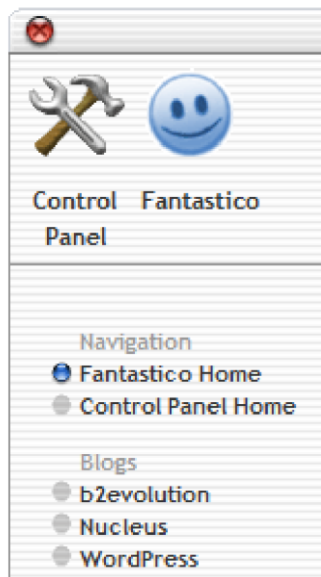 Control Fantastico
Panel
Navigation
Fantastico Home
Control Panel Home
Blogs
b2evolution
Nucleus
WordPress